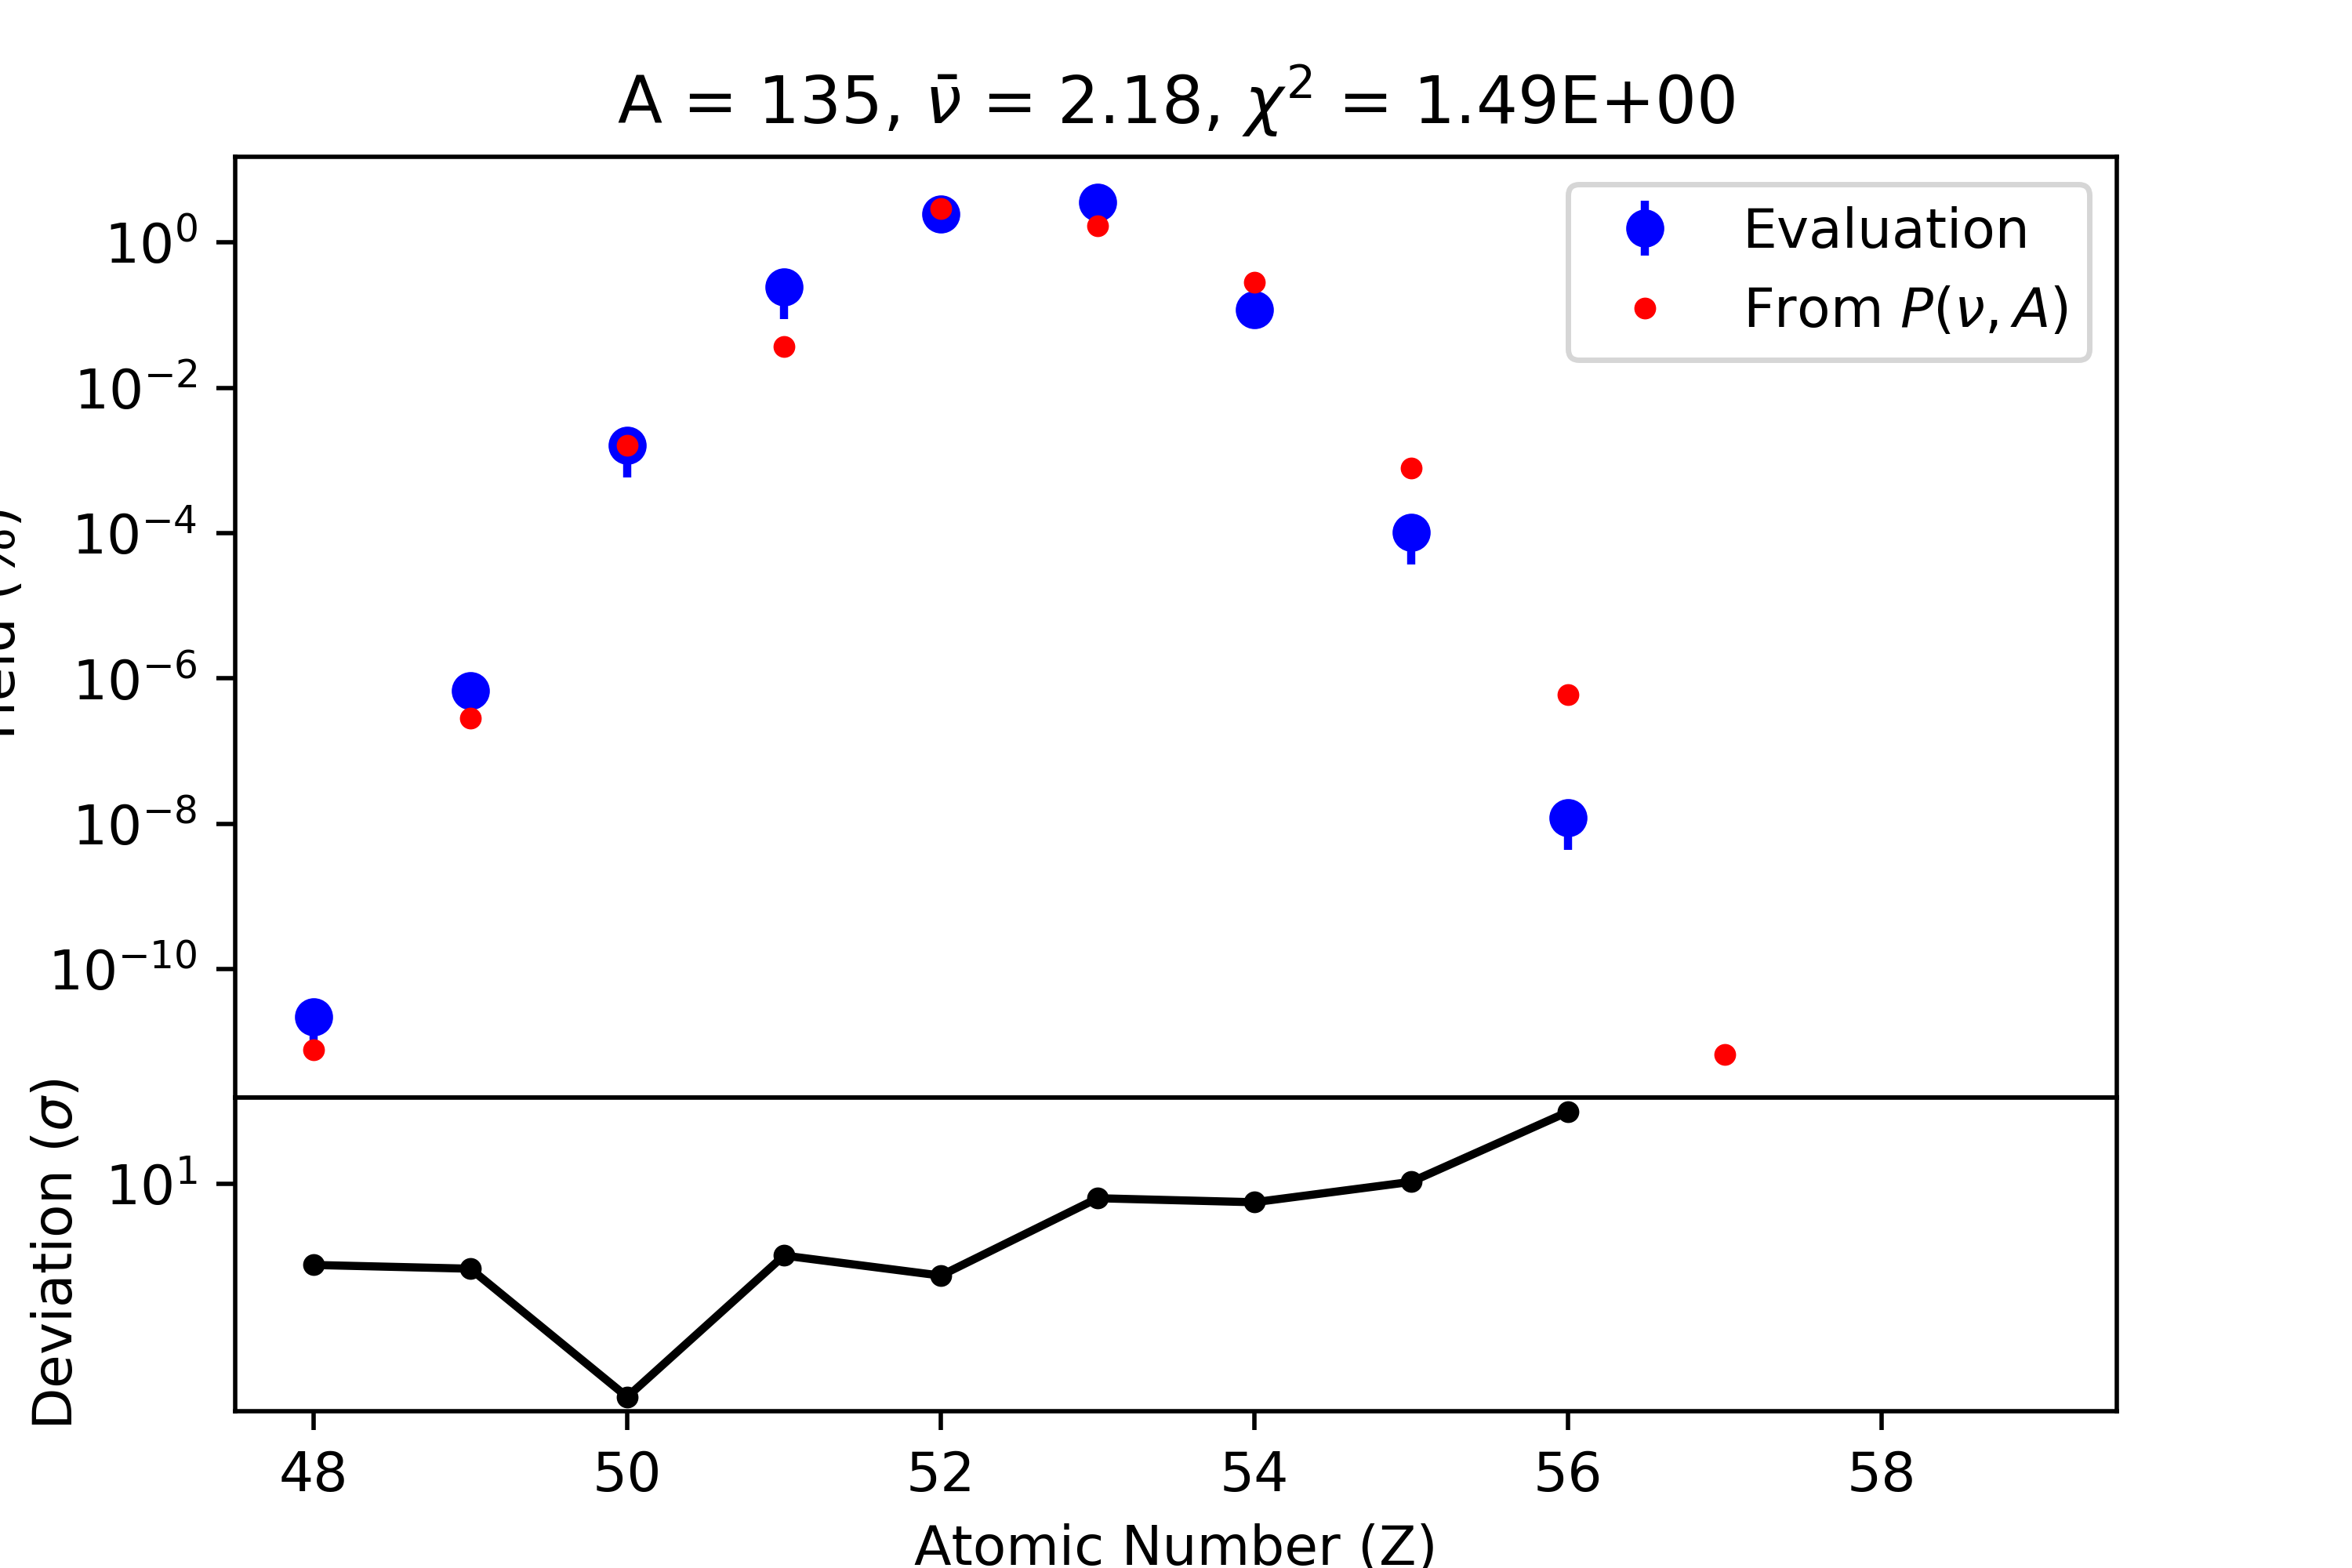 A = 135, ν̄ = 2.18, χ² = 1.49E+00
Evaluation
From P(ν, A)
10⁰
10⁻²
10⁻⁴
10⁻⁶
10⁻⁸
10⁻¹⁰
(%)
10¹
Deviation (σ)
48 50 52 54 56 58
Atomic Number (Z)